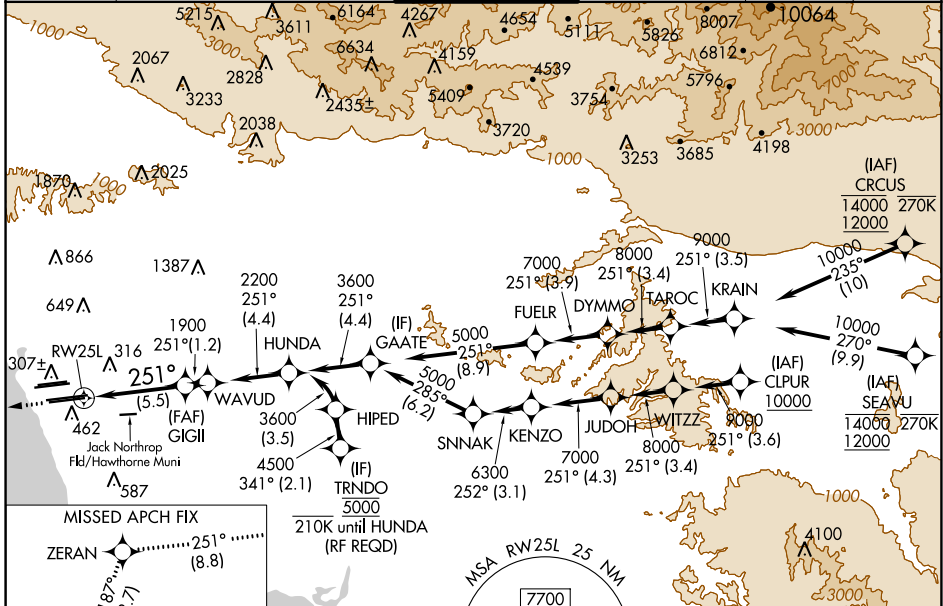 5215
3611
6164
4267
4654
5111
5826
8007
10064
1000
3000
2067
2828
6634
4159
6812
7000
3233
2435±
5409
4539
3754
5796
2038
3720
1000
3253
3685
4198
3000
1870
2025
000
(IAF)
CRCUS
14000 270K
12000
866
1387
649
10000
235°
(10)
9000
251° (3.5)
8000
251° (3.4)
7000
251° (3.9)
KRAIN
TAROC
DYMMO
FUELR
2200
251°
(4.4)
3600
251°
(4.4)
1900
251°(1.2)
HUNDA
(IF)
GAATE
5000
251°
(8.9)
10000
270°
(9.9)
307±
RW25L
316
251°
(5.5)
WAVUD
(FAF)
GIGII
462
Jack Northrop
Fld/Hawthorne Muni
587
3600
(3.5)
HIPED
4500
341° (2.1)
(IF)
TRNDO
5000
210K until HUNDA
(RF REQD)
5000
285°
(6.2)
SNNAK
KENZO
JUDOH
WITZZ
(IAF)
CLPUR
10000
(IAF)
SEAVU
14000 270K
12000
6300
252° (3.1)
7000
251° (4.3)
8000
251° (3.4)
9000
251° (3.6)
MISSED APCH FIX
ZERAN
251°
(8.8)
MSA RW25L 25 NM
7700
1000
4100
3000